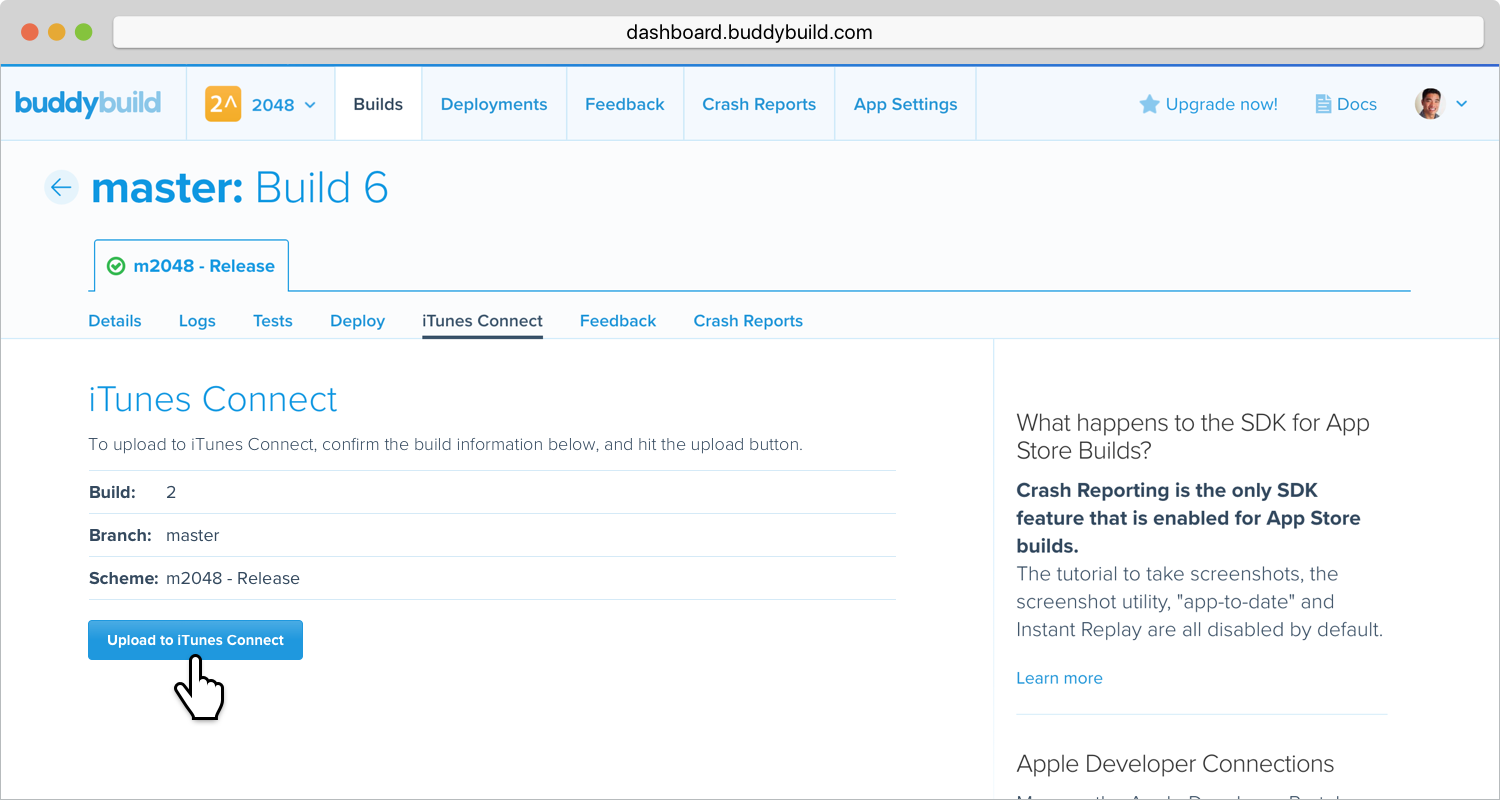 dashboard.buddybuild.com
buddybuild 2^ 2048 Builds Deployments Feedback Crash Reports App Settings Upgrade now! Docs
master: Build 6
m2048 - Release
Details Logs Tests Deploy iTunes Connect Feedback Crash Reports
iTunes Connect
To upload to iTunes Connect, confirm the build information below, and hit the upload button.
Build: 2
Branch: master
Scheme: m2048 - Release
Upload to iTunes Connect
What happens to the SDK for App
Store Builds?
Crash Reporting is the only SDK
feature that is enabled for App Store
builds.
The tutorial to take screenshots, the
screenshot utility, "app-to-date" and
Instant Replay are all disabled by default.
Learn more
Apple Developer Connections